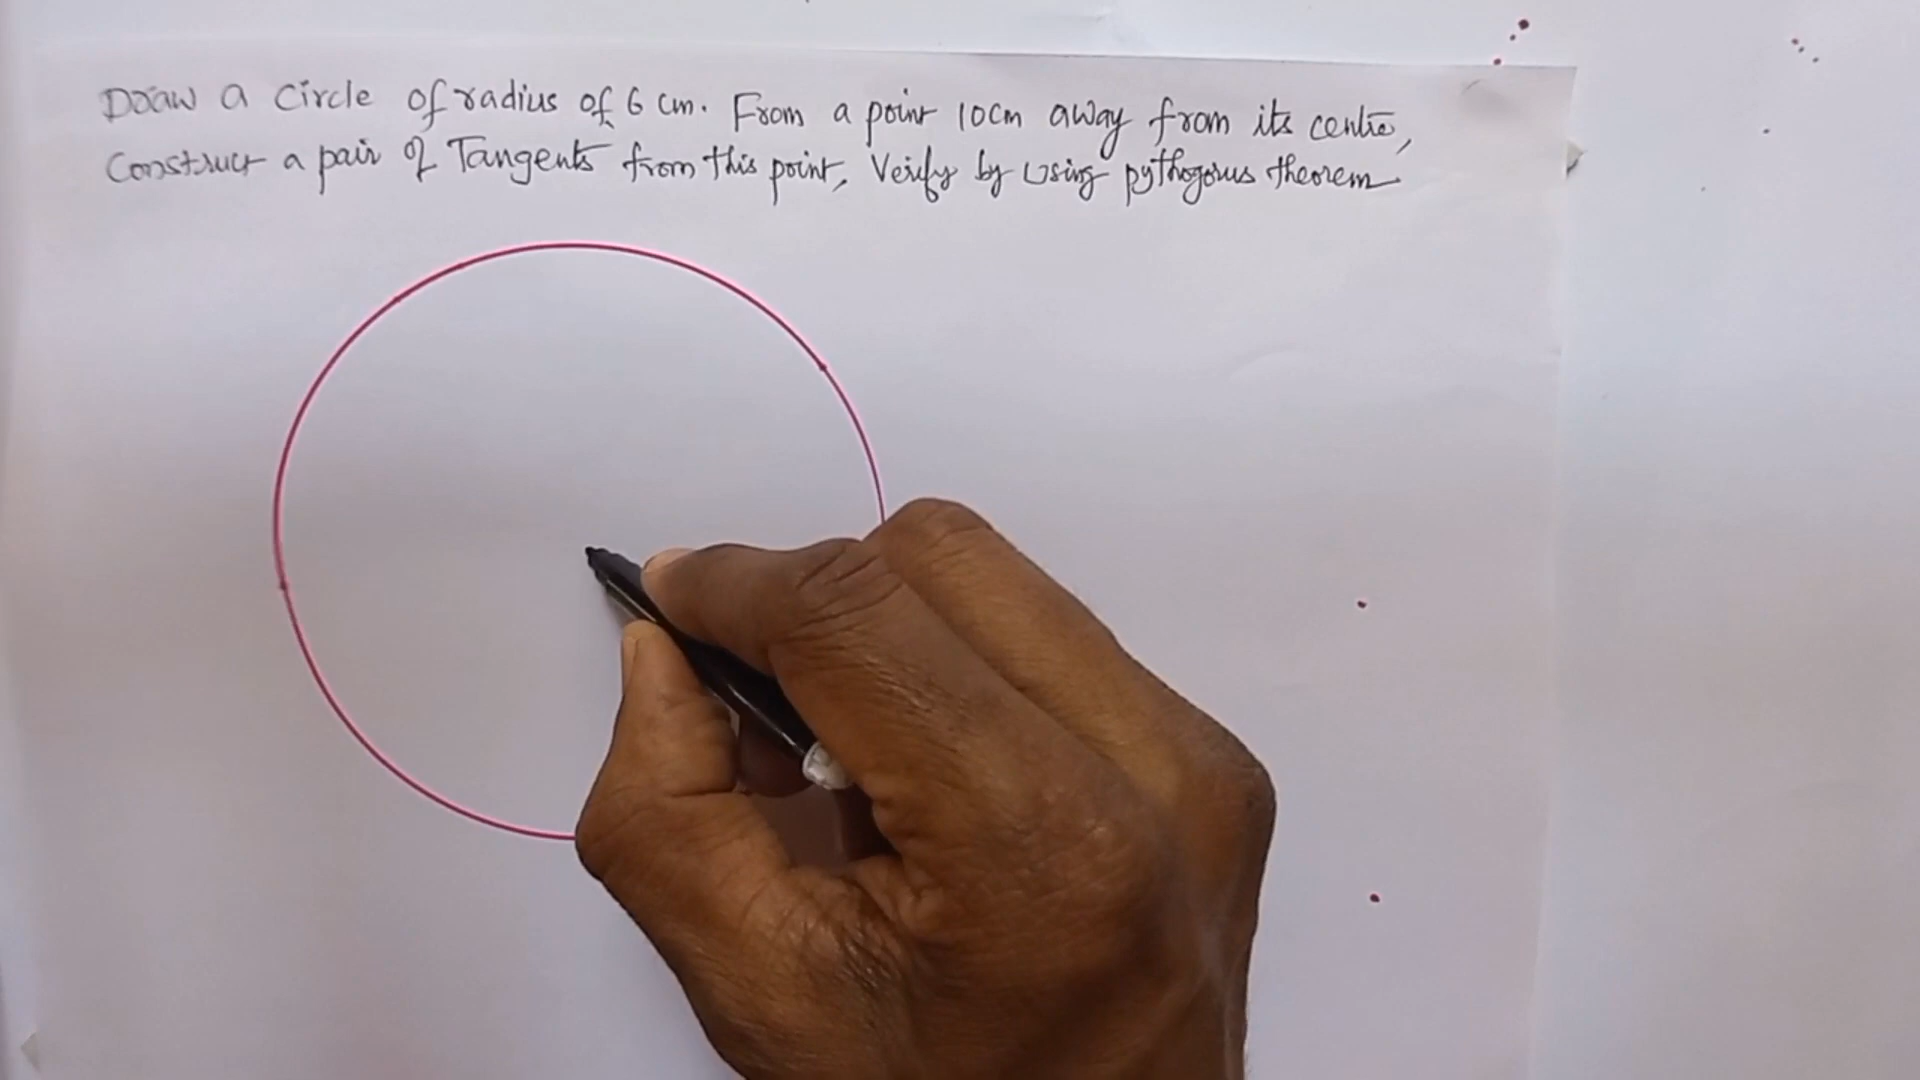 Draw a Circle of radius of 6 cm. From a point 10cm away from its centre,
Construct a pair of Tangents from this point, Verify by Using pythogorus theorem.